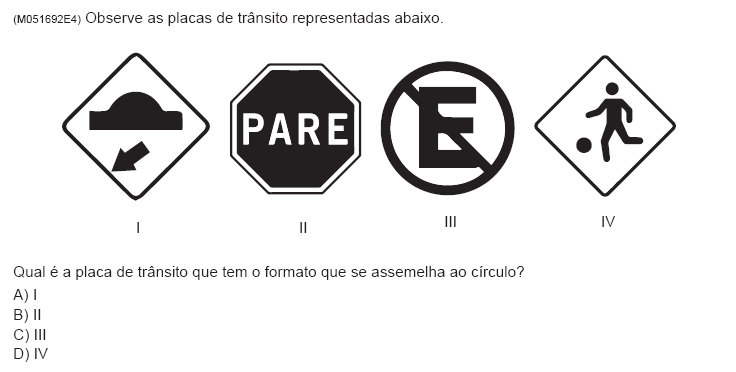 (M051692E4) Observe as placas de trânsito representadas abaixo.
PARE
E
I
II
III
IV
Qual é a placa de trânsito que tem o formato que se assemelha ao círculo?
A) I
B) II
C) III
D) IV